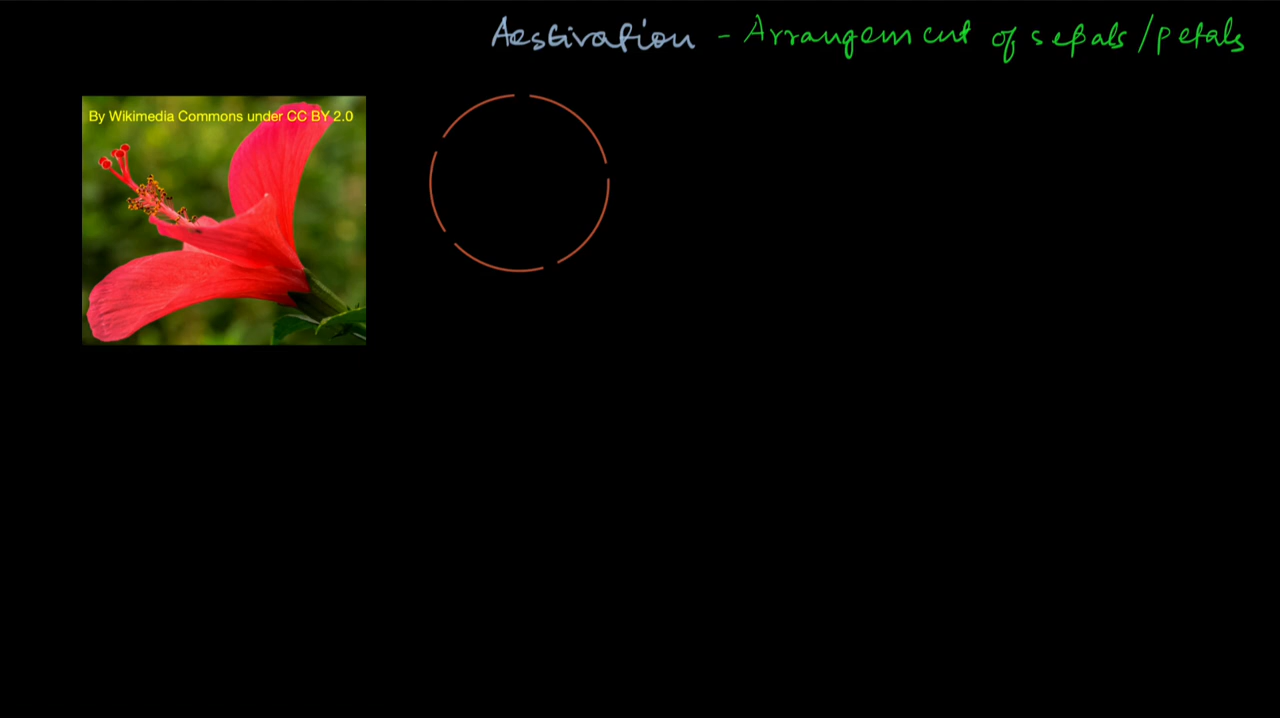 Aestivation - Arrangement of sepals/petals
By Wikimedia Commons under CC BY 2.0